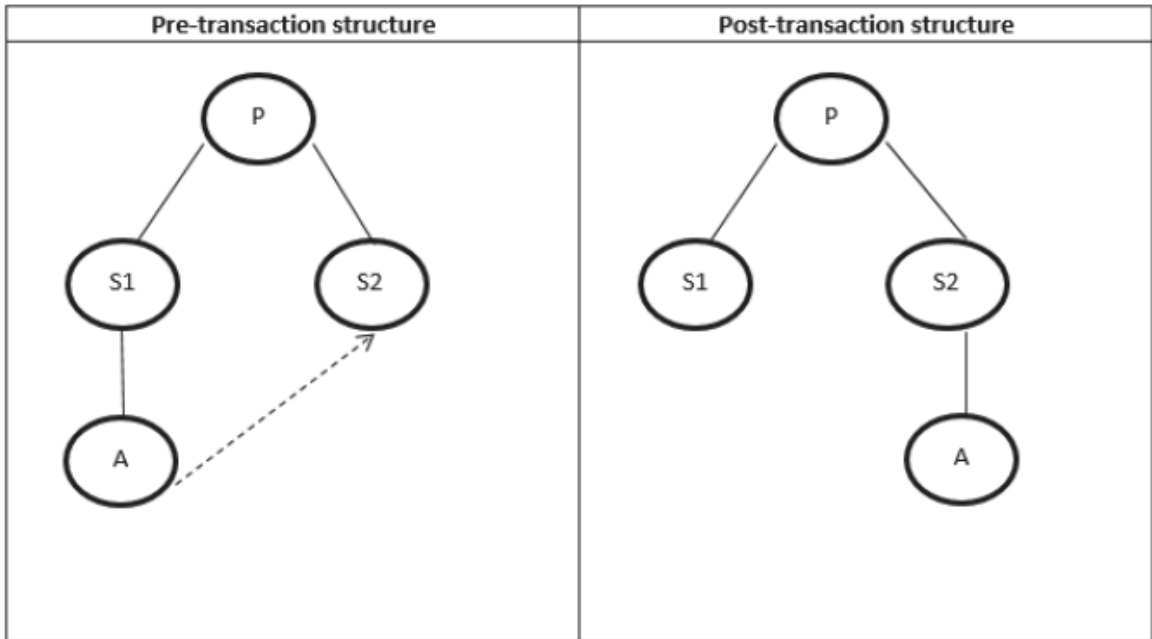 Pre-transaction structure
Post-transaction structure
P
P
S1
S2
S1
S2
A
A